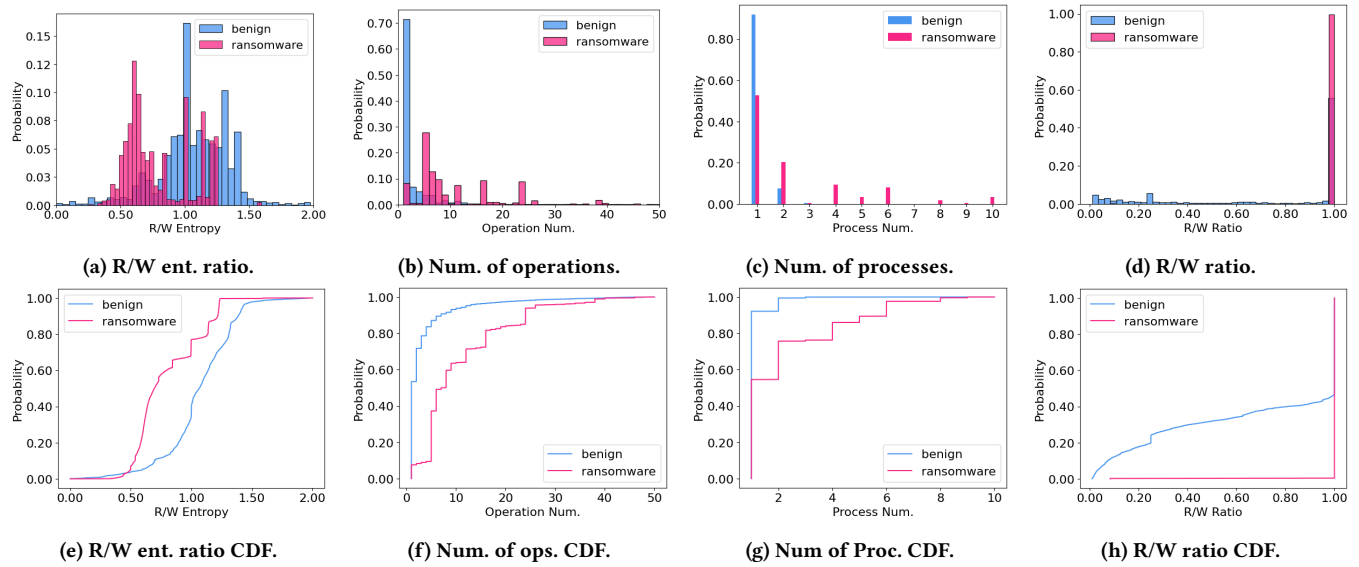 0.15
0.13
0.10
0.08
0.05
0.03
0.00
Probability
0.00 0.50 1.00 1.50 2.00
R/W Entropy
benign
ransomware
(a) R/W ent. ratio.
0.70
0.60
0.50
0.40
0.30
0.20
0.10
0.00
Probability
0 10 20 30 40 50
Operation Num.
benign
ransomware
(b) Num. of operations.
0.80
0.60
0.40
0.20
0.00
Probability
1 2 3 4 5 6 7 8 9 10
Process Num.
benign
ransomware
(c) Num. of processes.
1.00
0.80
0.60
0.40
0.20
0.00
Probability
0.00 0.20 0.40 0.60 0.80 1.00
R/W Ratio
benign
ransomware
(d) R/W ratio.
1.00
0.80
0.60
0.40
0.20
0.00
Probability
0.00 0.50 1.00 1.50 2.00
R/W Entropy
benign
ransomware
(e) R/W ent. ratio CDF.
1.00
0.80
0.60
0.40
0.20
0.00
Probability
0 10 20 30 40 50
Operation Num.
benign
ransomware
(f) Num. of ops. CDF.
1.00
0.80
0.60
0.40
0.20
0.00
Probability
2 4 6 8 10
Process Num.
benign
ransomware
(g) Num of Proc. CDF.
1.00
0.80
0.60
0.40
0.20
0.00
Probability
0.00 0.20 0.40 0.60 0.80 1.00
R/W Ratio
benign
ransomware
(h) R/W ratio CDF.